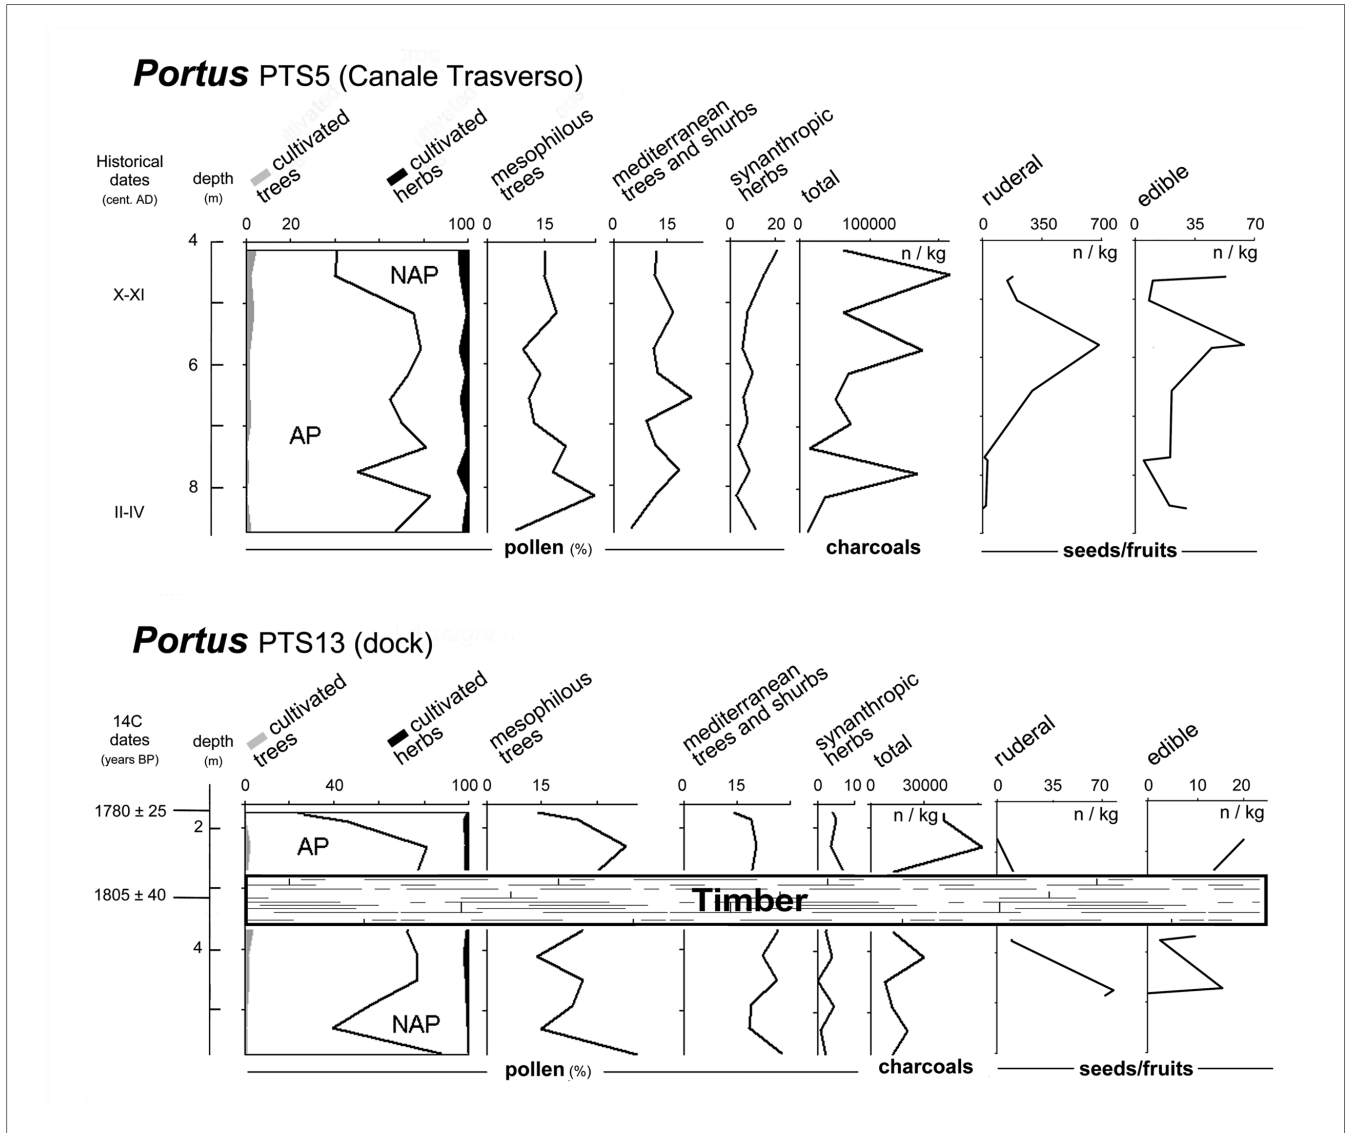 Portus PTS5 (Canale Trasverso)
Historical
dates
(cent. AD)
depth
(m)
cultivated
trees
cultivated
herbs
mesophilous
trees
mediterranean
trees and shurbs
synanthropic
herbs
total
ruderal
edible
0 20 100
0 15
0 15
0 20
0 100000
0 350 700
0 35 70
n / kg
n / kg
n / kg
4
X-XI
6
8
II-IV
NAP
AP
pollen (%)
charcoals
seeds/fruits
Portus PTS13 (dock)
14C
dates
(years BP)
depth
(m)
cultivated
trees
cultivated
herbs
mesophilous
trees
mediterranean
trees and shurbs
synanthropic
herbs
total
ruderal
edible
0 40 100
0 15
0 15
0 10
0 300000
0 35 70
0 10 20
n / kg
n / kg
n / kg
1780 ± 25
2
AP
1805 ± 40
Timber
4
NAP
pollen (%)
charcoals
seeds/fruits